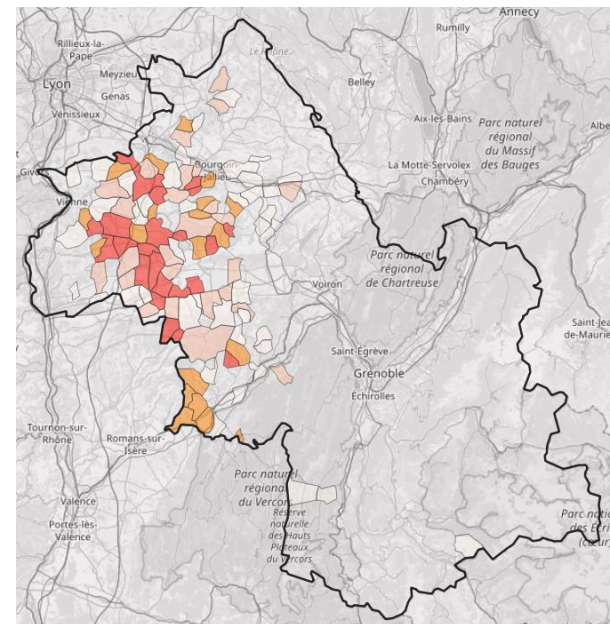 Annecy
Rumilly
Rillieux-la-
Pape
Le Rhône
Meyzieu
Lyon
Belley
Genas
Vénissieux
Aix-les-Bains
Parc naturel
régional
du Massif
des Bauges
Albe
Bourgoin
Jallieu
La Motte-Servolex
Chambéry
Givo
Vienne
Parc naturel
régional
de Chartreuse
Voiron
Saint-Jea
de-Maurie
Saint-Égrève
Grenoble
Échirolles
Tournon-sur-
Rhône
Romans-sur-
Isère
Parc naturel
régional
du Vercors
Valence
Réserve
naturelle
des Hauts
Plateaux
du Vercors
Portes-lès-
Valence
Parc natio
des Écri
(cœur)